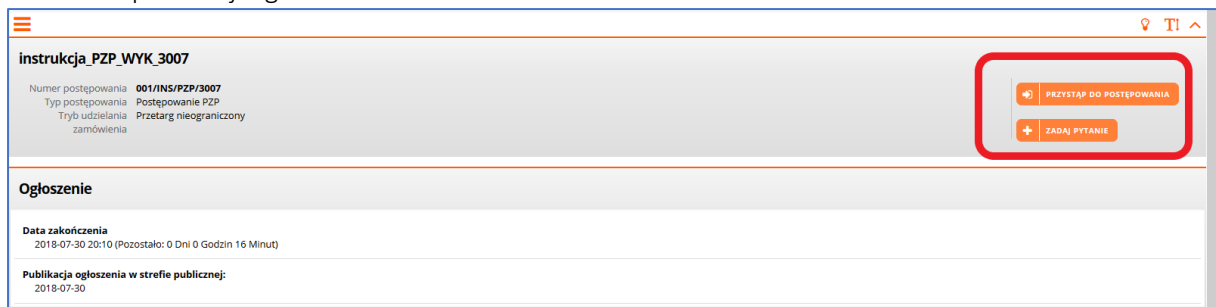 instrukcja_PZP_WYK_3007
Numer postępowania 001/INS/PZP/3007
Typ postępowania Postępowanie PZP
Tryb udzielania Przetarg nieograniczony
zamówienia
PRZYSTĄP DO POSTĘPOWANIA
ZADAJ PYTANIE
Ogłoszenie
Data zakończenia
2018-07-30 20:10 (Pozostało: 0 Dni 0 Godzin 16 Minut)
Publikacja ogłoszenia w strefie publicznej:
2018-07-30